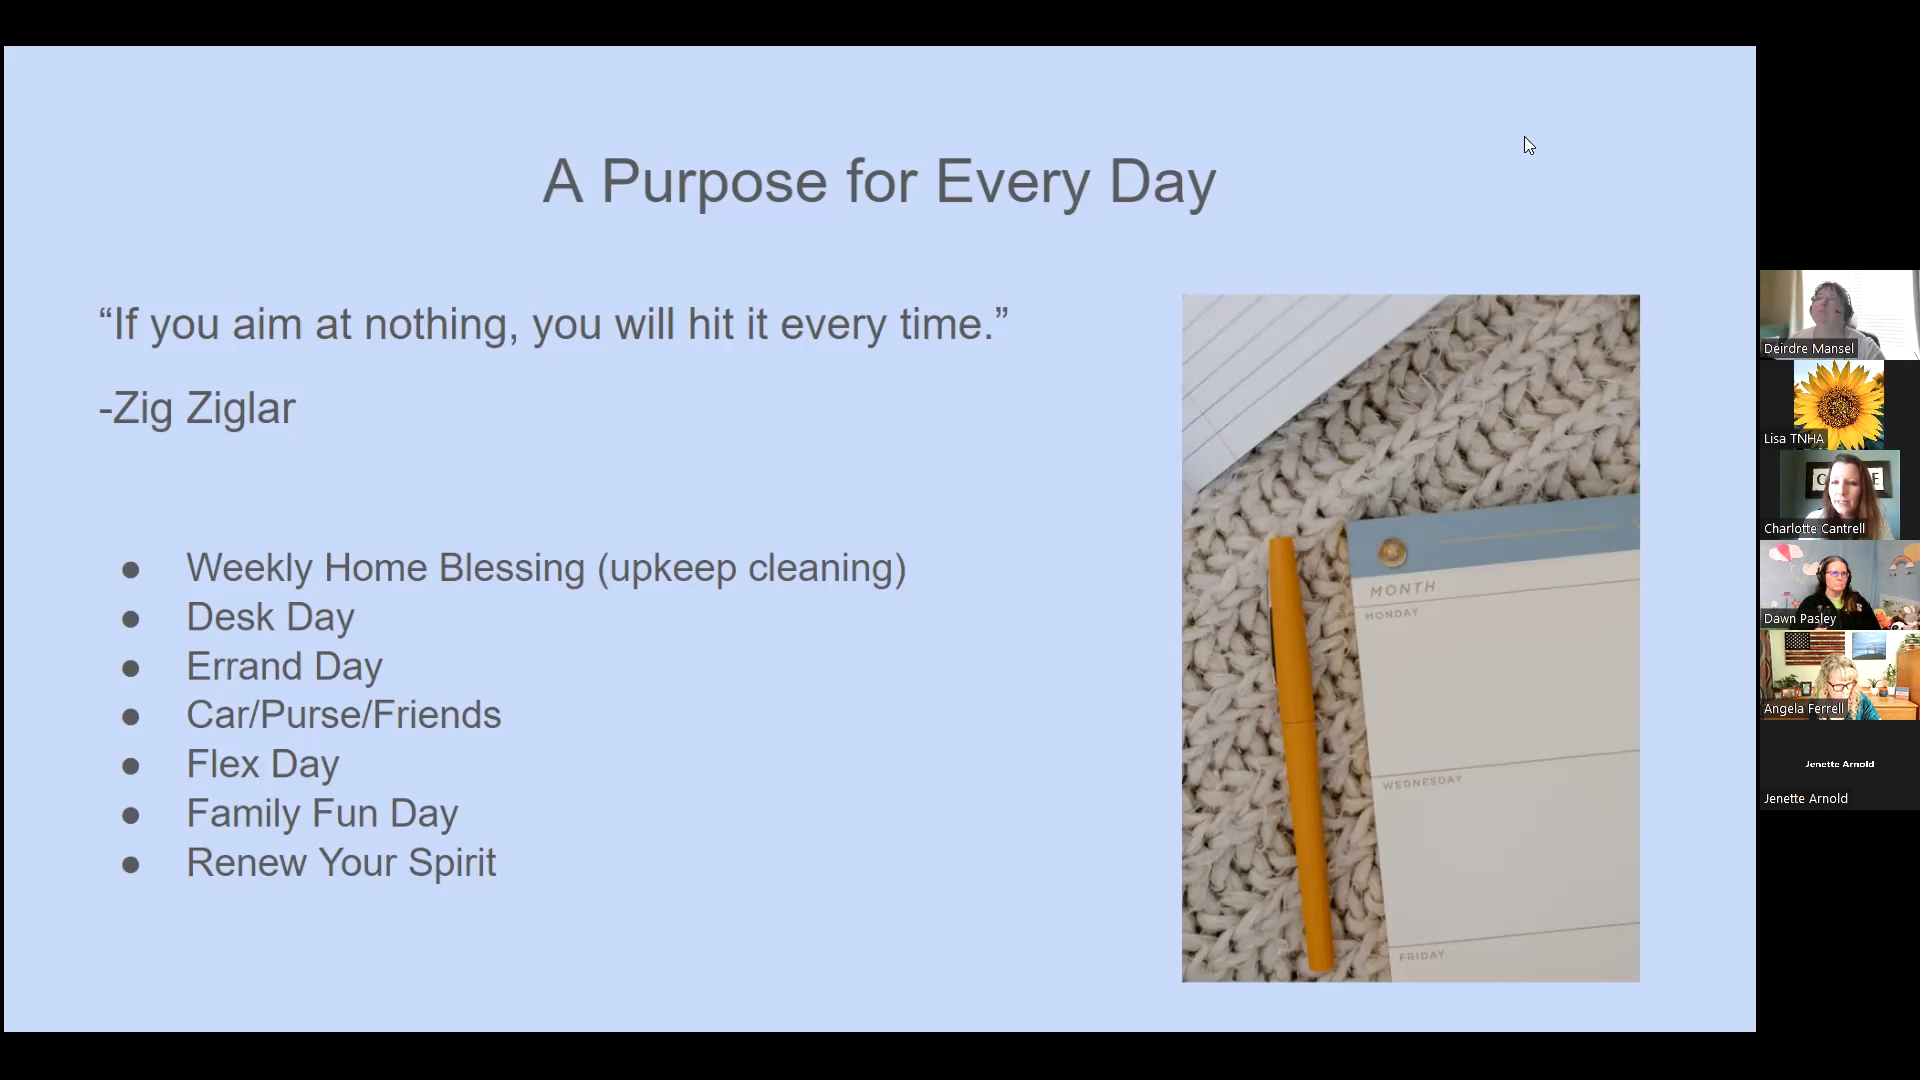 A Purpose for Every Day
“If you aim at nothing, you will hit it every time.”
-Zig Ziglar
● Weekly Home Blessing (upkeep cleaning)
● Desk Day
● Errand Day
● Car/Purse/Friends
● Flex Day
● Family Fun Day
● Renew Your Spirit
MONTH
MONDAY
WEDNESDAY
FRIDAY
Deirdre Mansel
Lisa TNHA
Charlotte Cantrell
Dawn Pasley
Angela Ferrell
Jenette Arnold
Jenette Arnold